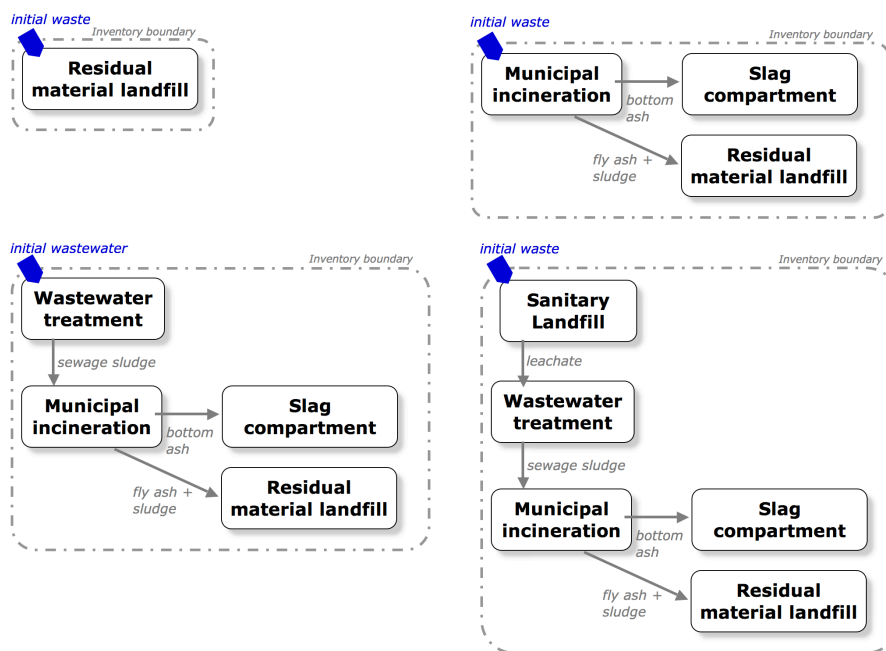 initial waste
Inventory boundary
Residual
material landfill
initial waste
Inventory boundary
Municipal
incineration
bottom
ash
Slag
compartment
fly ash +
sludge
Residual
material landfill
initial wastewater
Inventory boundary
Wastewater
treatment
sewage sludge
Municipal
incineration
bottom
ash
Slag
compartment
fly ash +
sludge
Residual
material landfill
initial waste
Inventory boundary
Sanitary
Landfill
leachate
Wastewater
treatment
sewage sludge
Municipal
incineration
bottom
ash
Slag
compartment
fly ash +
sludge
Residual
material landfill